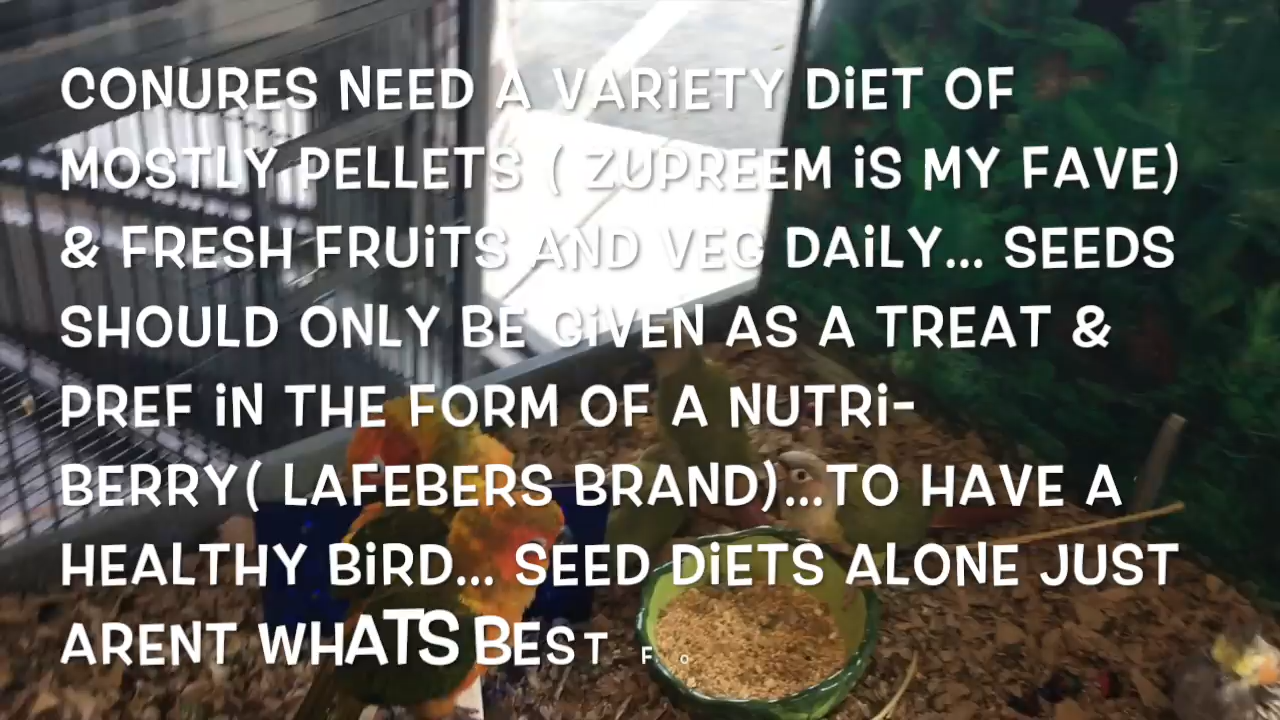 CONURES NEED A VARIETY DIET OF
MOSTLY PELLETS ( ZUPREEM IS MY FAVE)
& FRESH FRUITS AND VEG DAILY... SEEDS
SHOULD ONLY BE GIVEN AS A TREAT &
PREF IN THE FORM OF A NUTRI-
BERRY( LAFEBERS BRAND)...TO HAVE A
HEALTHY BIRD... SEED DIETS ALONE JUST
ARENT WHATS BEST FO